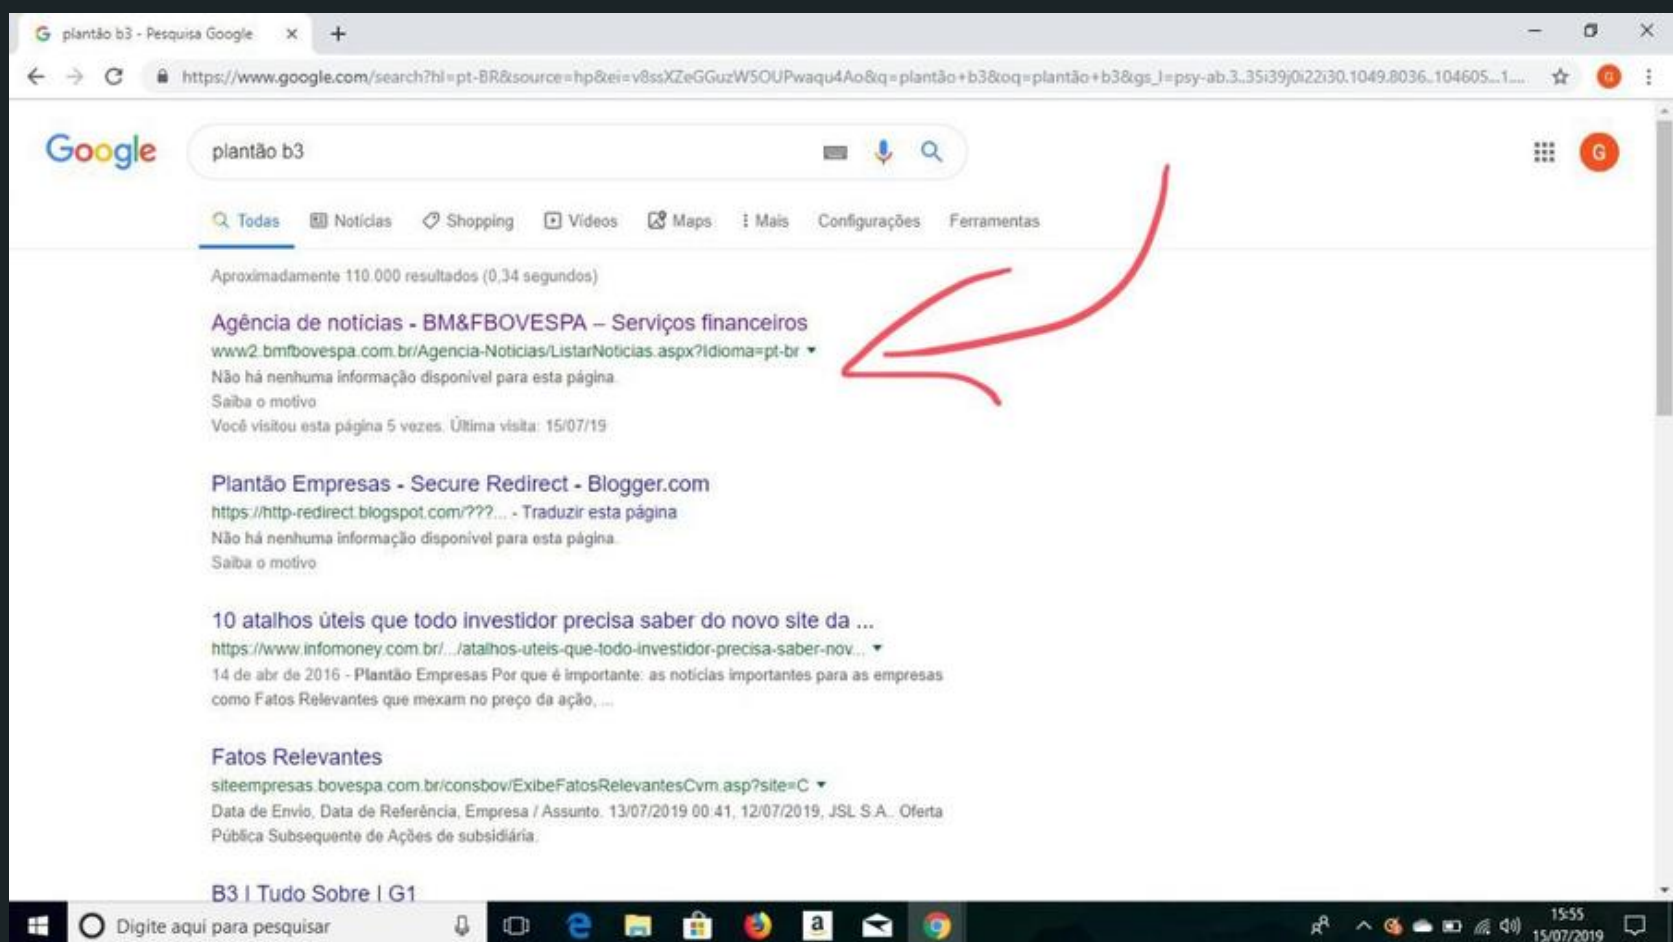 plantão b3 - Pesquisa Google
https://www.google.com/search?hl=pt-BR&source=hp&ei=v8ssXZeGGuzW5OUPwaqu4Ao&q=plantão+b3&oq=plantão+b3&gs_l=psy-ab.3..35i39j0i22i30.1049.8036..104605...1....
G
Google
plantão b3
G
Todas Notícias Shopping Vídeos Maps Mais Configurações Ferramentas
Aproximadamente 110.000 resultados (0,34 segundos)
Agência de notícias - BM&FBOVESPA – Serviços financeiros
www2.bmfbovespa.com.br/Agencia-Noticias/ListarNoticias.aspx?Idioma=pt-br
Não há nenhuma informação disponível para esta página.
Saiba o motivo
Você visitou esta página 5 vezes. Última visita: 15/07/19
Plantão Empresas - Secure Redirect - Blogger.com
https://http-redirect.blogspot.com/???... - Traduzir esta página
Não há nenhuma informação disponível para esta página.
Saiba o motivo
10 atalhos úteis que todo investidor precisa saber do novo site da ...
https://www.infomoney.com.br/.../atalhos-uteis-que-todo-investidor-precisa-saber-nov...
14 de abr de 2016 - Plantão Empresas Por que é importante: as notícias importantes para as empresas
como Fatos Relevantes que mexam no preço da ação, ...
Fatos Relevantes
siteempresas.bovespa.com.br/consbov/ExibeFatosRelevantesCvm.asp?site=C
Data de Envio, Data de Referência, Empresa / Assunto. 13/07/2019 00:41, 12/07/2019, JSL S.A.. Oferta
Pública Subsequente de Ações de subsidiária.
B3 | Tudo Sobre | G1
Digite aqui para pesquisar
15:55
15/07/2019